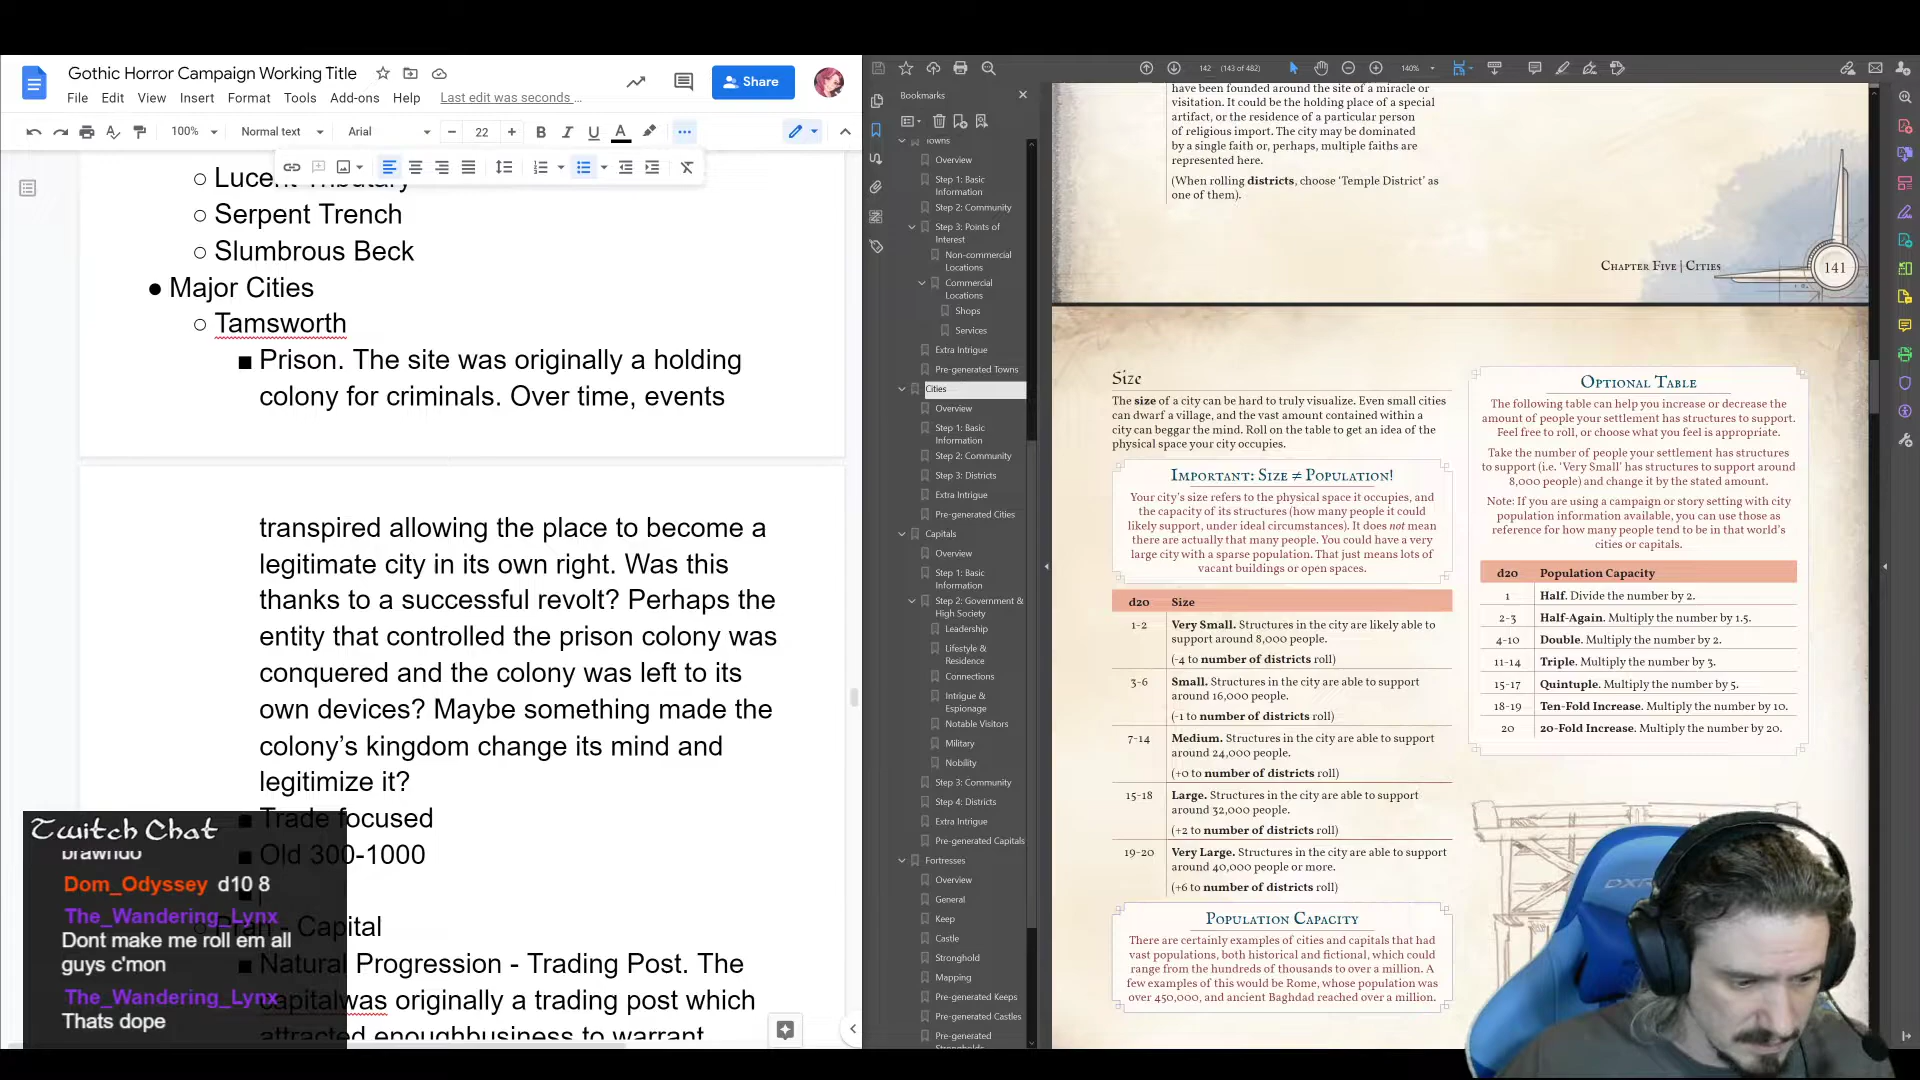 Gothic Horror Campaign Working Title
Share
File Edit View Insert Format Tools Add-ons Help Last edit was seconds …
100% Normal text Arial 22 B I U A
Lucent Tributary
Serpent Trench
Slumbrous Beck
Major Cities
Tamsworth
Prison. The site was originally a holding
colony for criminals. Over time, events
transpired allowing the place to become a
legitimate city in its own right. Was this
thanks to a successful revolt? Perhaps the
entity that controlled the prison colony was
conquered and the colony was left to its
own devices? Maybe something made the
colony's kingdom change its mind and
legitimize it?
Trade focused
Old 300-1000
- Capital
Natural Progression - Trading Post. The
capitalwas originally a trading post which
attracted enoughbusiness to warrant
Twitch Chat
brawndo
Dom_Odyssey d10 8
The_Wandering_Lynx
Dont make me roll em all
guys c'mon
The_Wandering_Lynx
Thats dope
142 (143 of 482) 140%
Bookmarks
Towns
Overview
Step 1: Basic
Information
Step 2: Community
Step 3: Points of
Interest
Non-commercial
Locations
Commercial
Locations
Shops
Services
Extra Intrigue
Pre-generated Towns
Cities
Overview
Step 1: Basic
Information
Step 2: Community
Step 3: Districts
Extra Intrigue
Pre-generated Cities
Capitals
Overview
Step 1: Basic
Information
Step 2: Government &
High Society
Leadership
Lifestyle &
Residence
Connections
Intrigue &
Espionage
Notable Visitors
Military
Nobility
Step 3: Community
Step 4: Districts
Extra Intrigue
Pre-generated Capitals
Fortresses
Overview
General
Keep
Castle
Stronghold
Mapping
Pre-generated Keeps
Pre-generated Castles
Pre-generated
Strongholds
have been founded around the site of a miracle or
visitation. It could be the holding place of a special
artifact, or the residence of a particular person
of religious import. The city may be dominated
by a single faith or, perhaps, multiple faiths are
represented here.
(When rolling districts, choose 'Temple District' as
one of them).
Chapter Five | Cities 141
Size
The size of a city can be hard to truly visualize. Even small cities
can dwarf a village, and the vast amount contained within a
city can beggar the mind. Roll on the table to get an idea of the
physical space your city occupies.
Important: Size ≠ Population!
Your city's size refers to the physical space it occupies, and
the capacity of its structures (how many people it could
likely support, under ideal circumstances). It does not mean
there are actually that many people. You could have a very
large city with a sparse population. That just means lots of
vacant buildings or open spaces.
d20 Size
1-2 Very Small. Structures in the city are likely able to
support around 8,000 people.
(-4 to number of districts roll)
3-6 Small. Structures in the city are able to support
around 16,000 people.
(-1 to number of districts roll)
7-14 Medium. Structures in the city are able to support
around 24,000 people.
(+0 to number of districts roll)
15-18 Large. Structures in the city are able to support
around 32,000 people.
(+2 to number of districts roll)
19-20 Very Large. Structures in the city are able to support
around 40,000 people or more.
(+6 to number of districts roll)
Population Capacity
There are certainly examples of cities and capitals that had
vast populations, both historical and fictional, which could
range from the hundreds of thousands to over a million. A
few examples of this would be Rome, whose population was
over 450,000, and ancient Baghdad reached over a million.
Optional Table
The following table can help you increase or decrease the
amount of people your settlement has structures to support.
Feel free to roll, or choose what you feel is appropriate.
Take the number of people your settlement has structures
to support (i.e. 'Very Small' has structures to support around
8,000 people) and change it by the stated amount.
Note: If you are using a campaign or story setting with city
population information available, you can use those as
reference for how many people tend to be in that world's
cities or capitals.
d20 Population Capacity
1 Half. Divide the number by 2.
2-3 Half-Again. Multiply the number by 1.5.
4-10 Double. Multiply the number by 2.
11-14 Triple. Multiply the number by 3.
15-17 Quintuple. Multiply the number by 5.
18-19 Ten-Fold Increase. Multiply the number by 10.
20 20-Fold Increase. Multiply the number by 20.